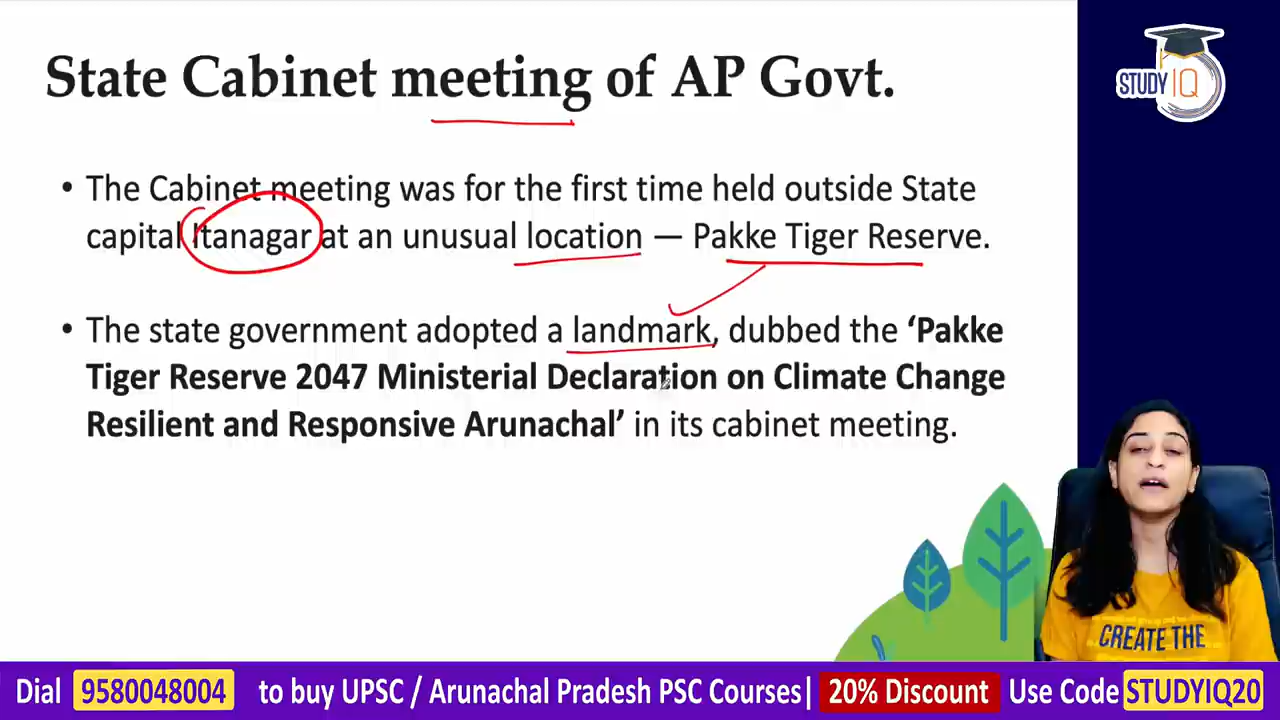 State Cabinet meeting of AP Govt.
STUDY IQ
• The Cabinet meeting was for the first time held outside State
capital Itanagar at an unusual location — Pakke Tiger Reserve.
• The state government adopted a landmark, dubbed the ‘Pakke
Tiger Reserve 2047 Ministerial Declaration on Climate Change
Resilient and Responsive Arunachal’ in its cabinet meeting.
CREATE THE
Dial 9580048004 to buy UPSC / Arunachal Pradesh PSC Courses| 20% Discount Use Code STUDYIQ20